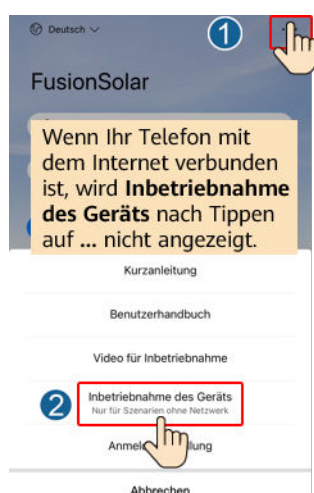 Deutsch
1
FusionSolar
Wenn Ihr Telefon mit
dem Internet verbunden
ist, wird Inbetriebnahme
des Geräts nach Tippen
auf ... nicht angezeigt.
Kurzanleitung
Benutzerhandbuch
Video für Inbetriebnahme
2
Inbetriebnahme des Geräts
Nur für Szenarien ohne Netzwerk
Abbrechen